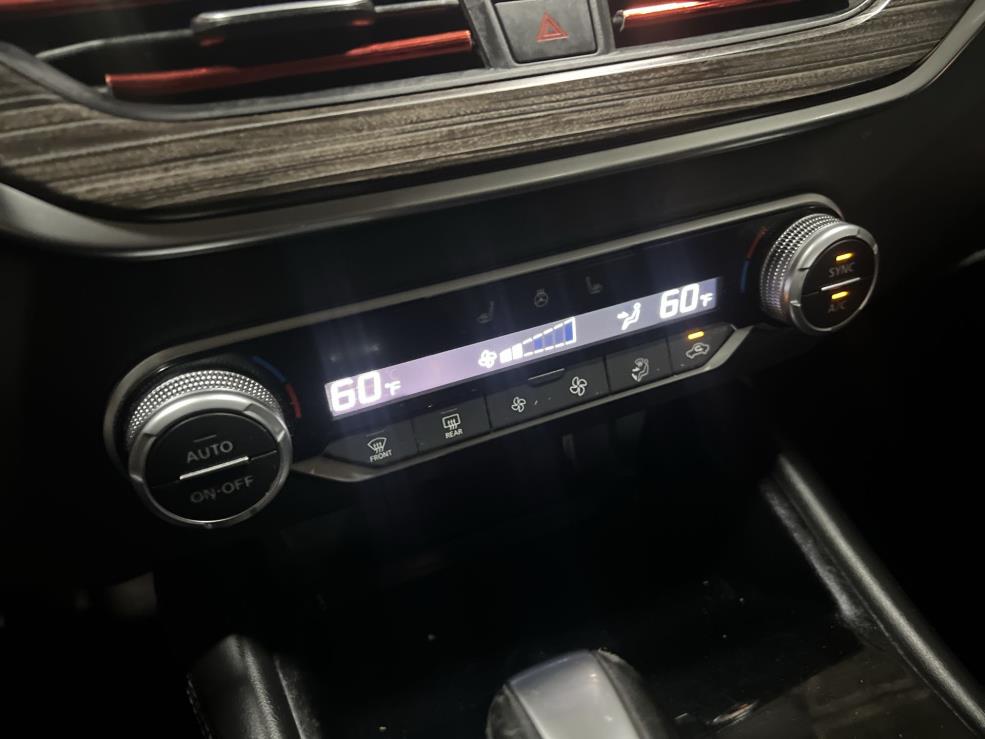 60°F
60°F
SYNC
A/C
AUTO
ON·OFF
FRONT
REAR